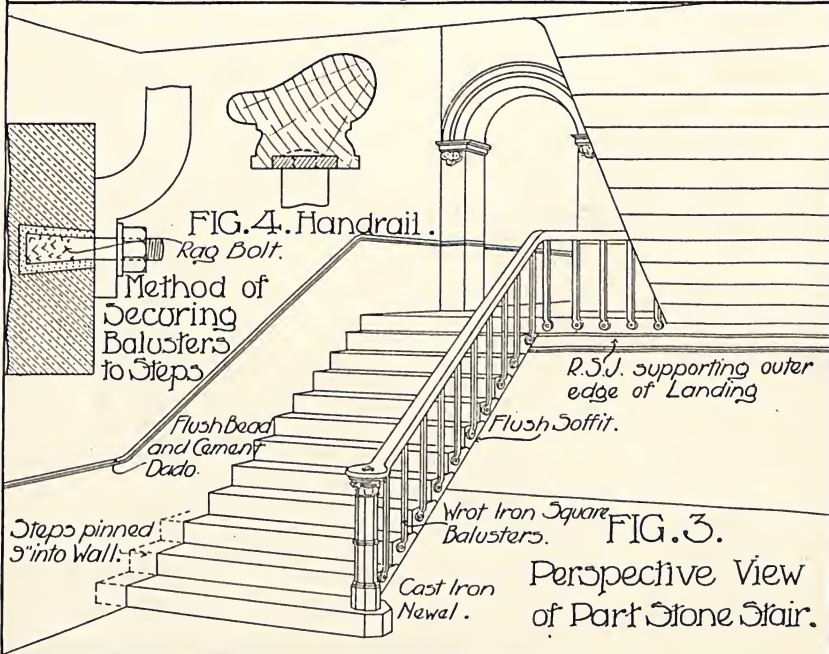 FIG.4. Handrail.
Rag Bolt.
Method of
Securing
Balusters
to Steps
R.S.J. supporting outer
edge of Landing
Flush Bead
and Cement
Dado.
Flush Soffit.
Steps pinned
9" into Wall.
Wrot Iron Square
Balusters.
Cast Iron
Newel.
FIG.3.
Perspective View
of Part Stone Stair.